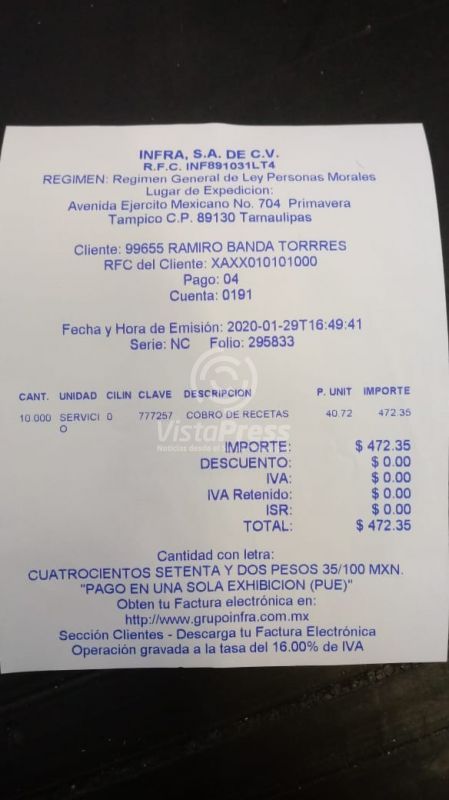 INFRA, S.A. DE C.V.
R.F.C. INF891031LT4
REGIMEN: Regimen General de Ley Personas Morales
Lugar de Expedicion:
Avenida Ejercito Mexicano No. 704 Primavera
Tampico C.P. 89130 Tamaulipas
Cliente: 99655 RAMIRO BANDA TORRRES
RFC del Cliente: XAXX010101000
Pago: 04
Cuenta: 0191
Fecha y Hora de Emisión: 2020-01-29T16:49:41
Serie: NC Folio: 295833
CANT. UNIDAD CILIN CLAVE DESCRIPCION P. UNIT IMPORTE
10.000 SERVICI 0 777257 COBRO DE RECETAS 40.72 472.35
O
VistaPress
Noticias desde el
IMPORTE: $ 472.35
DESCUENTO: $ 0.00
IVA: $ 0.00
IVA Retenido: $ 0.00
ISR: $ 0.00
TOTAL: $ 472.35
Cantidad con letra:
CUATROCIENTOS SETENTA Y DOS PESOS 35/100 MXN.
"PAGO EN UNA SOLA EXHIBICION (PUE)"
Obten tu Factura electrónica en:
http://www.grupoinfra.com.mx
Sección Clientes - Descarga tu Factura Electrónica
Operación gravada a la tasa del 16.00% de IVA